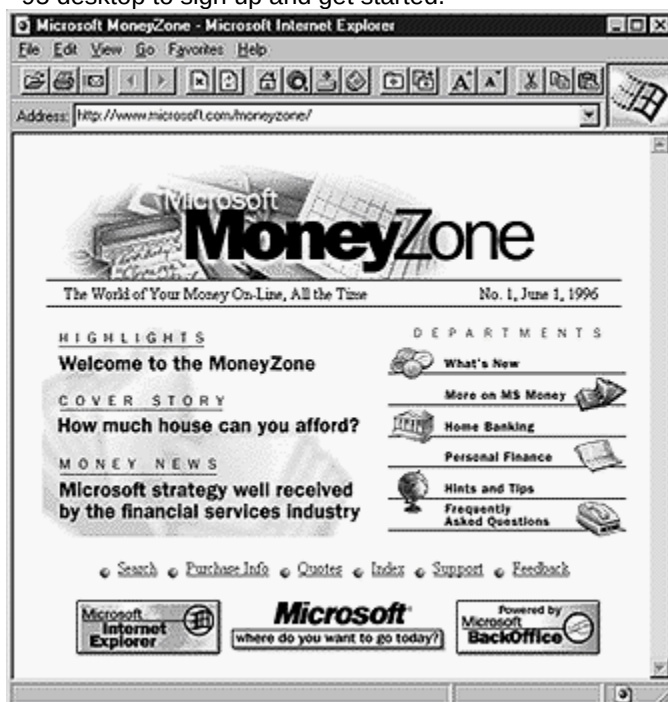 95 desktop to sign up and get started.
Microsoft MoneyZone - Microsoft Internet Explorer
File Edit View Go Favorites Help
Address: http://www.microsoft.com/moneyzone/
Microsoft
MoneyZone
The World of Your Money On-Line, All the Time No. 1, June 1, 1996
HIGHLIGHTS
Welcome to the MoneyZone
COVER STORY
How much house can you afford?
MONEY NEWS
Microsoft strategy well received
by the financial services industry
DEPARTMENTS
What's New
More on MS Money
Home Banking
Personal Finance
Hints and Tips
Frequently
Asked Questions
Search Purchase Info Quotes Index Support Feedback
Microsoft
Internet
Explorer
Microsoft
where do you want to go today?
Powered by
Microsoft
BackOffice